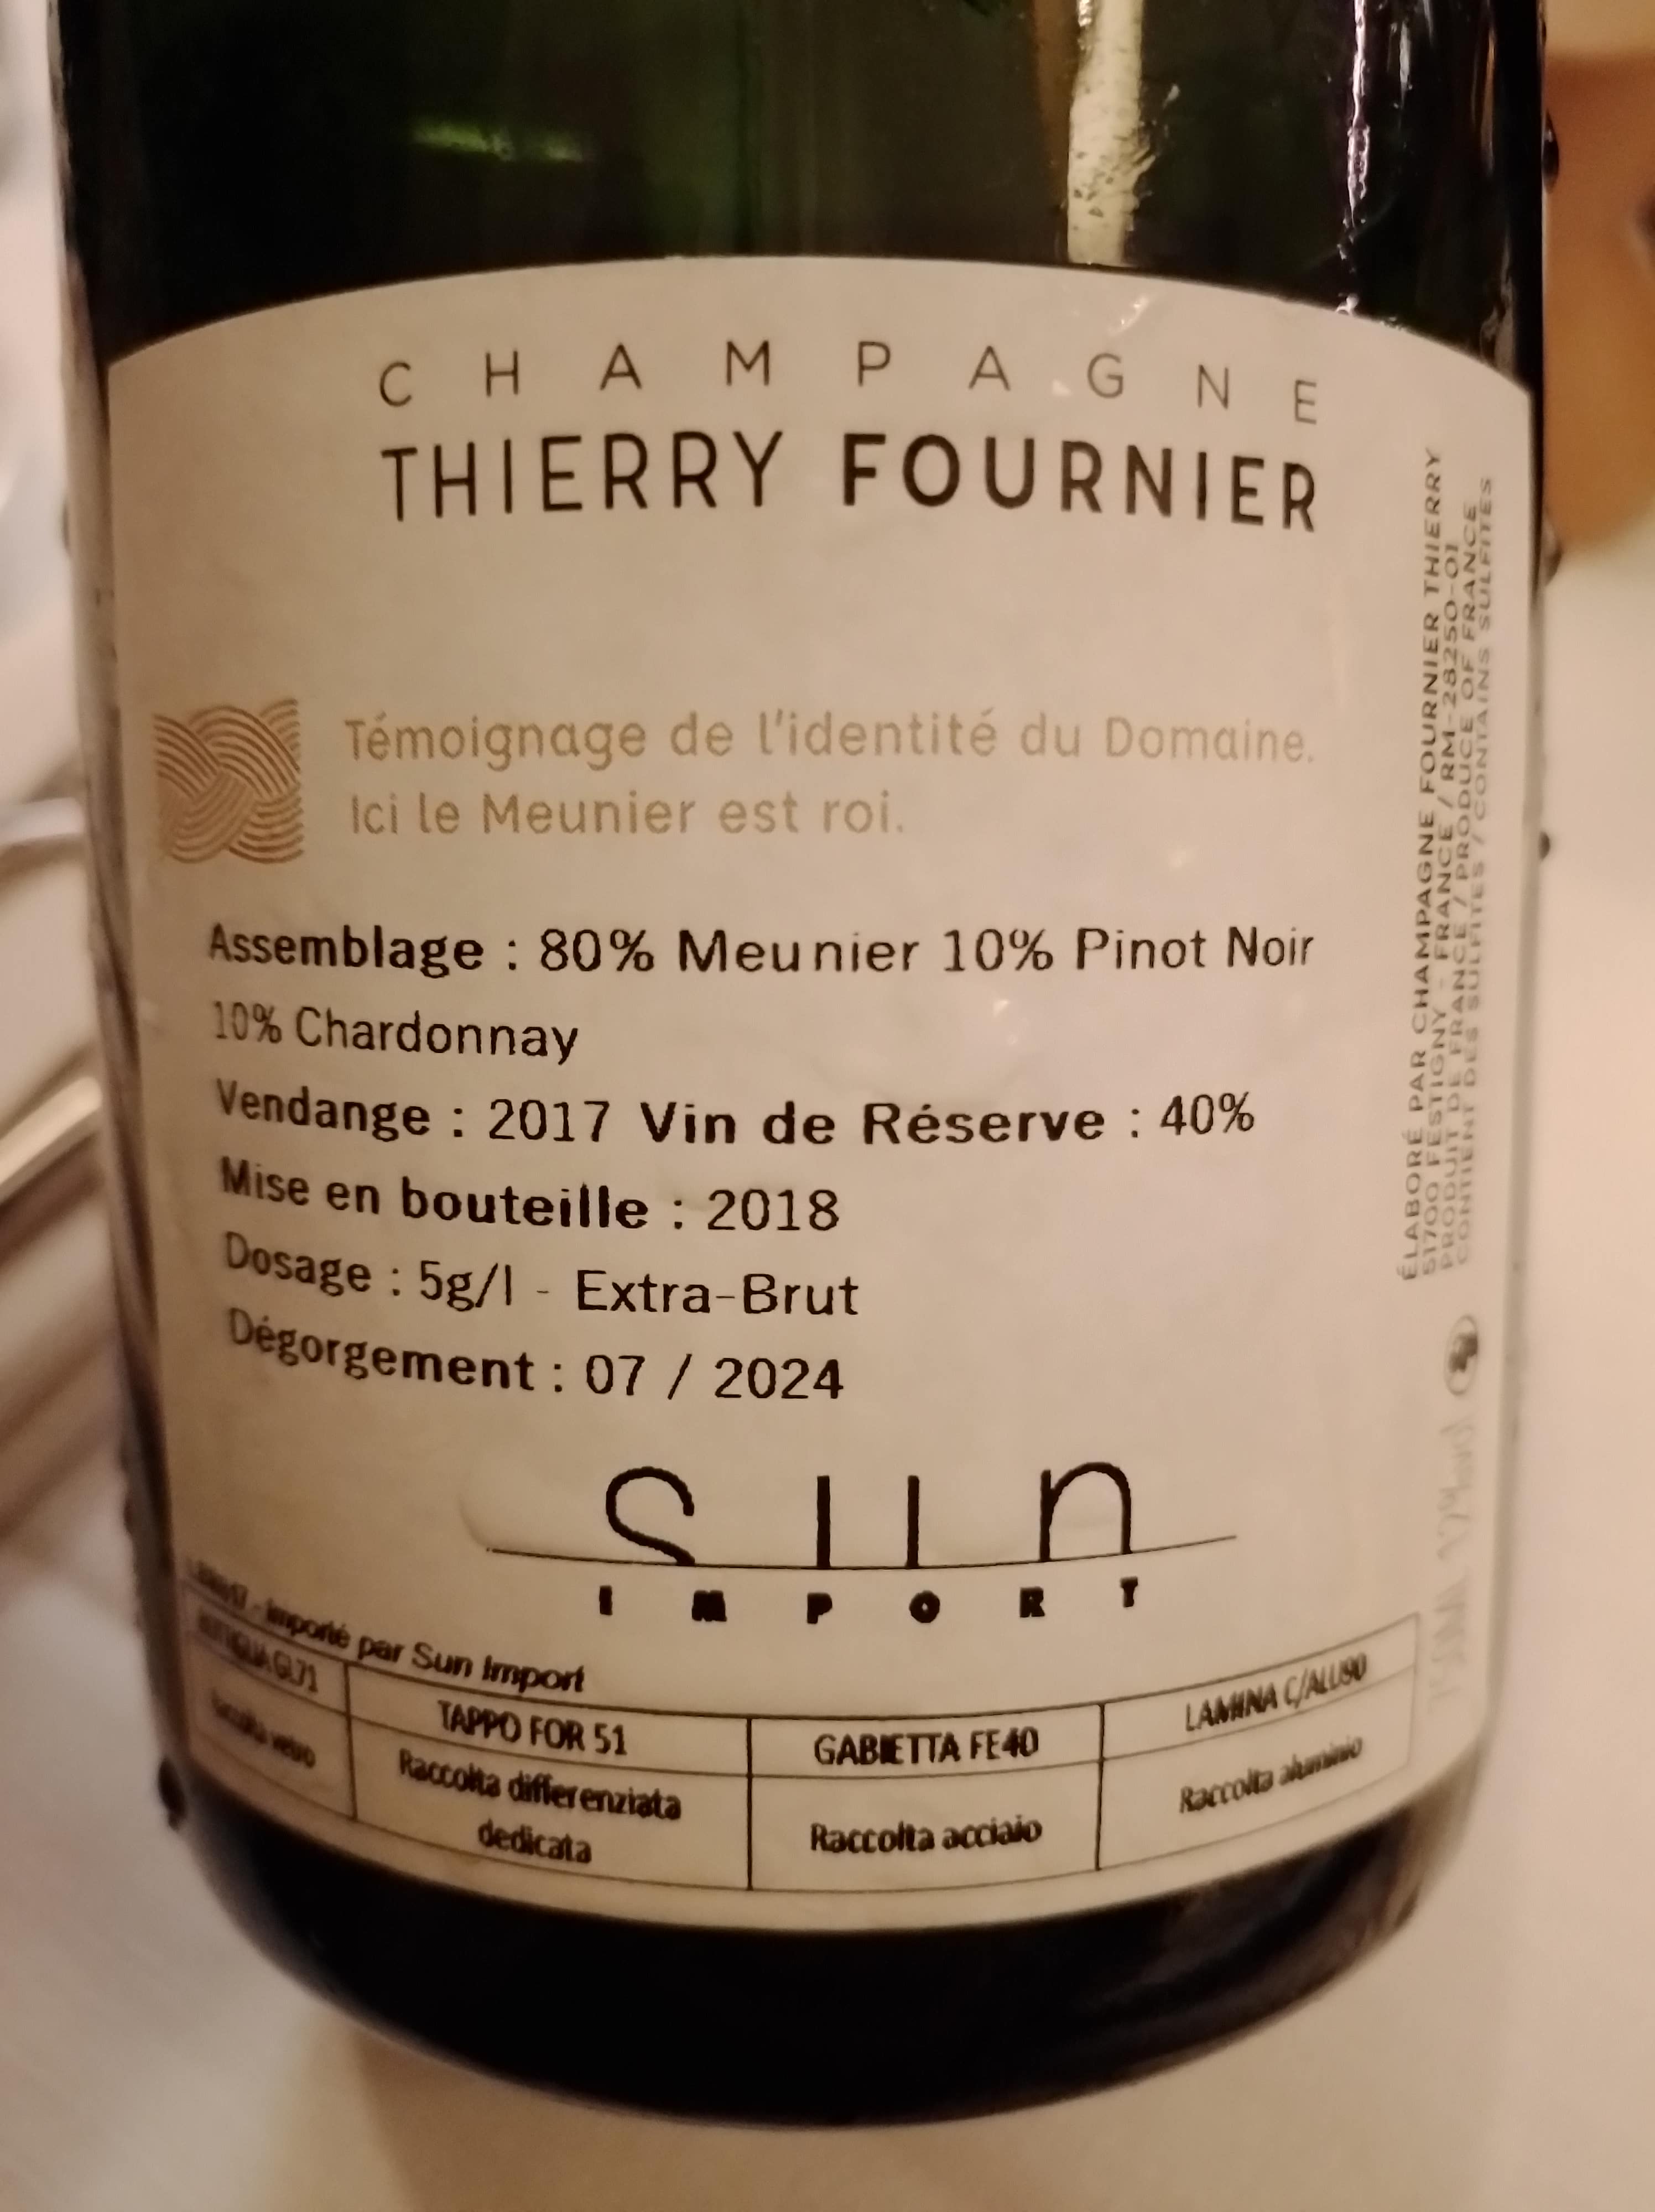 CHAMPAGNE
THIERRY FOURNIER
Témoignage de l'identité du Domaine.
Ici le Meunier est roi.
Assemblage : 80% Meunier 10% Pinot Noir
10% Chardonnay
Vendange : 2017 Vin de Réserve : 40%
Mise en bouteille : 2018
Dosage : 5g/l - Extra-Brut
Dégorgement : 07 / 2024
sun
IMPORT
- importé par Sun Import
GL71
TAPPO FOR 51
GABIETTA FE40
LAMINA C/ALU90
Raccolta vetro
Raccolta differenziata
dedicata
Raccolta acciaio
Raccolta aluminio
ÉLABORÉ PAR CHAMPAGNE FOURNIER THIERRY
51700 FESTIGNY - FRANCE / RM-28250-01
PRODUIT DE FRANCE / PRODUCE OF FRANCE
CONTIENT DES SULFITES / CONTAINS SULFITES